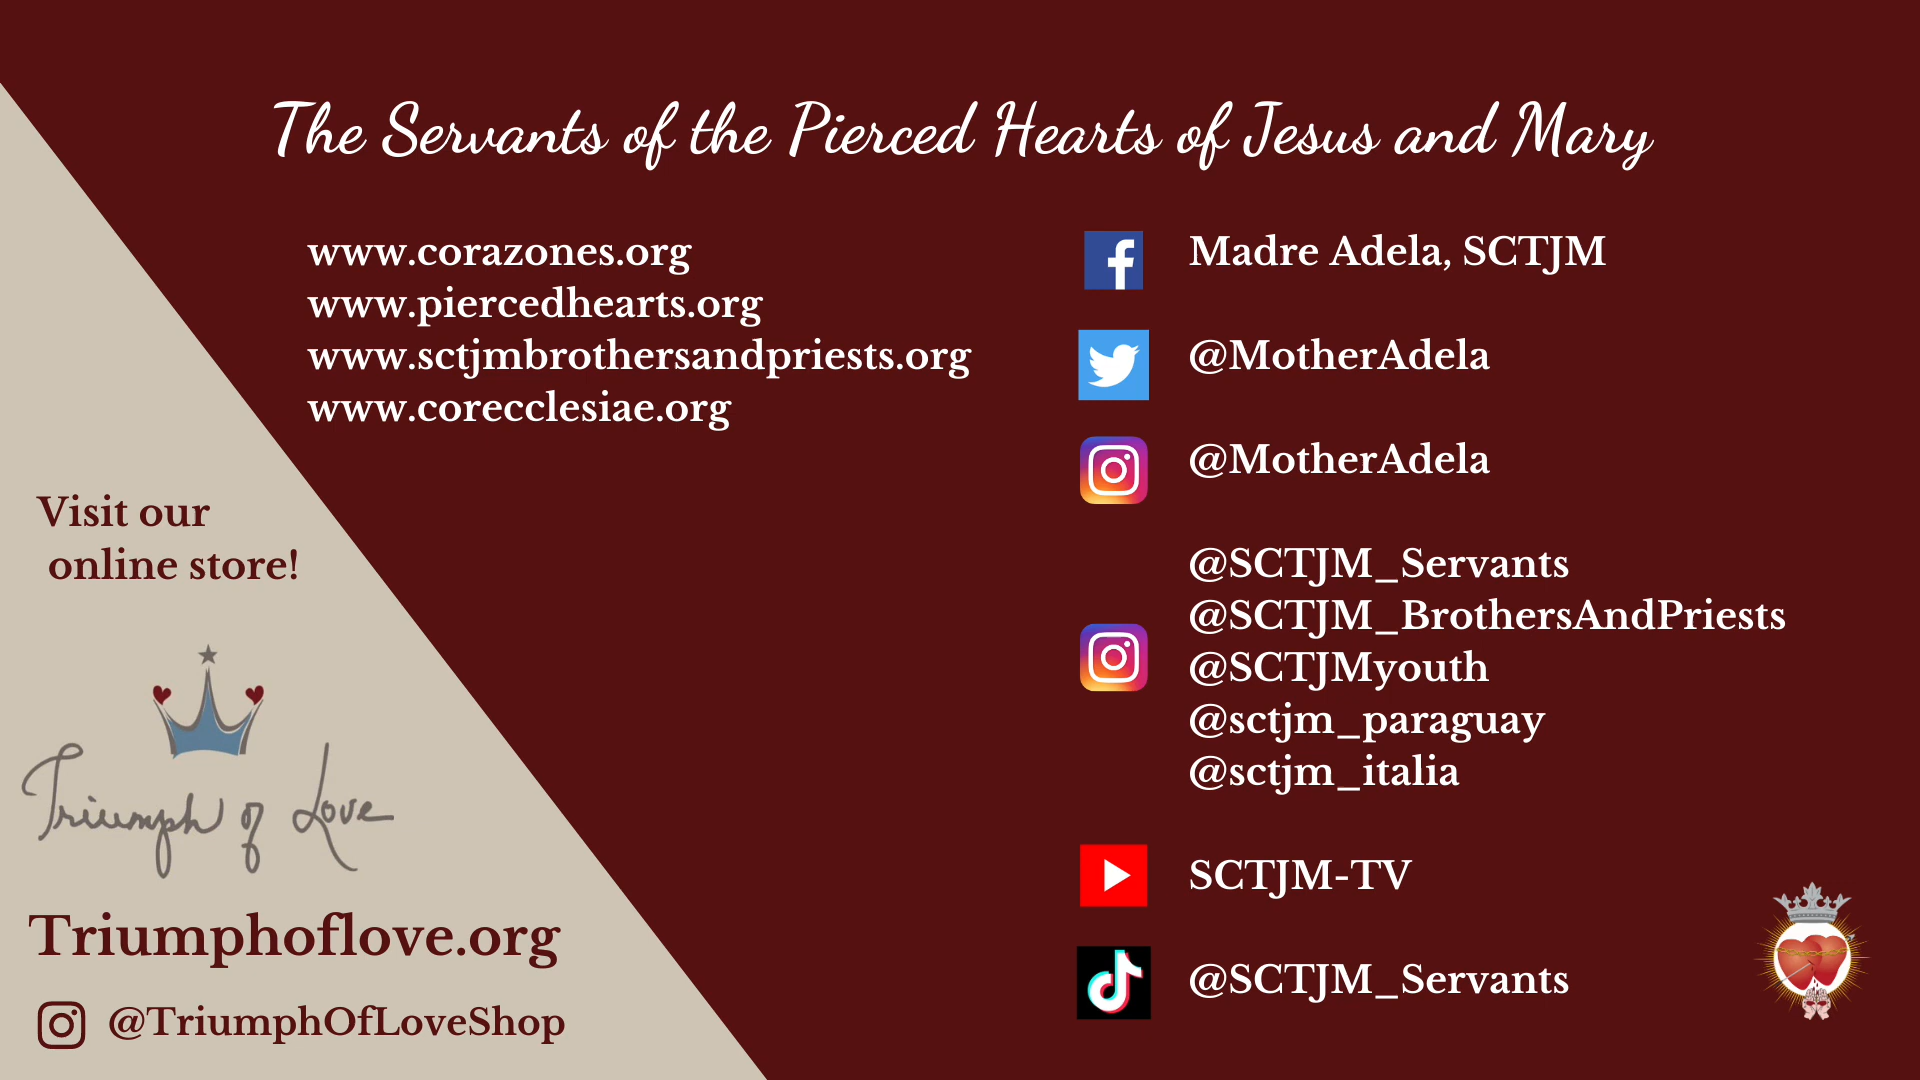 The Servants of the Pierced Hearts of Jesus and Mary
www.corazones.org
www.piercedhearts.org
www.sctjmbrothersandpriests.org
www.corecclesiae.org
Madre Adela, SCTJM
@MotherAdela
@MotherAdela
@SCTJM_Servants
@SCTJM_BrothersAndPriests
@SCTJMyouth
@sctjm_paraguay
@sctjm_italia
SCTJM-TV
@SCTJM_Servants
Visit our
online store!
Triumph of Love
Triumphoflove.org
@TriumphOfLoveShop